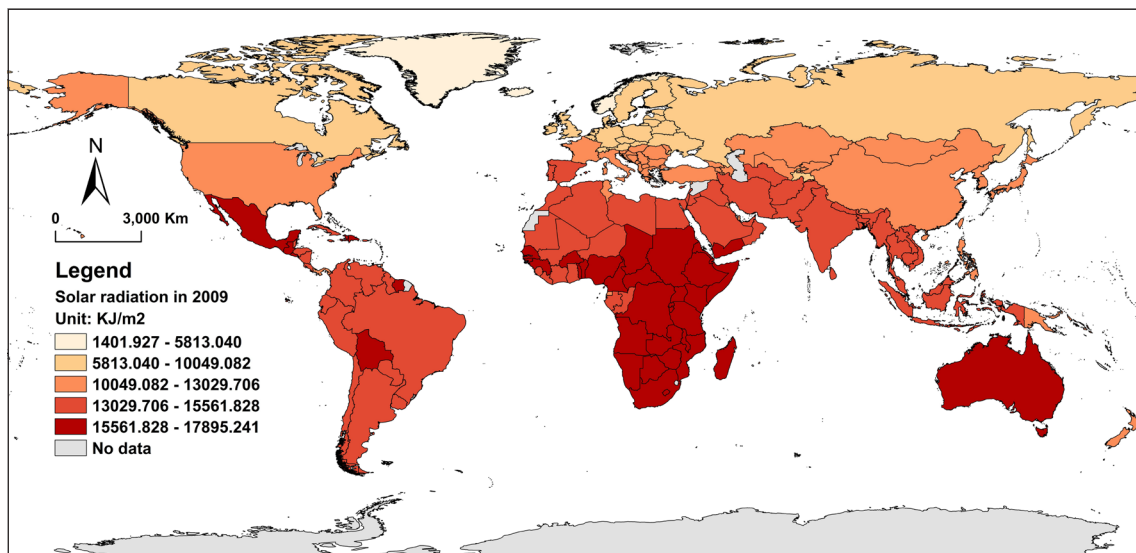 N
0 3,000 Km
Legend
Solar radiation in 2009
Unit: KJ/m2
1401.927 - 5813.040
5813.040 - 10049.082
10049.082 - 13029.706
13029.706 - 15561.828
15561.828 - 17895.241
No data